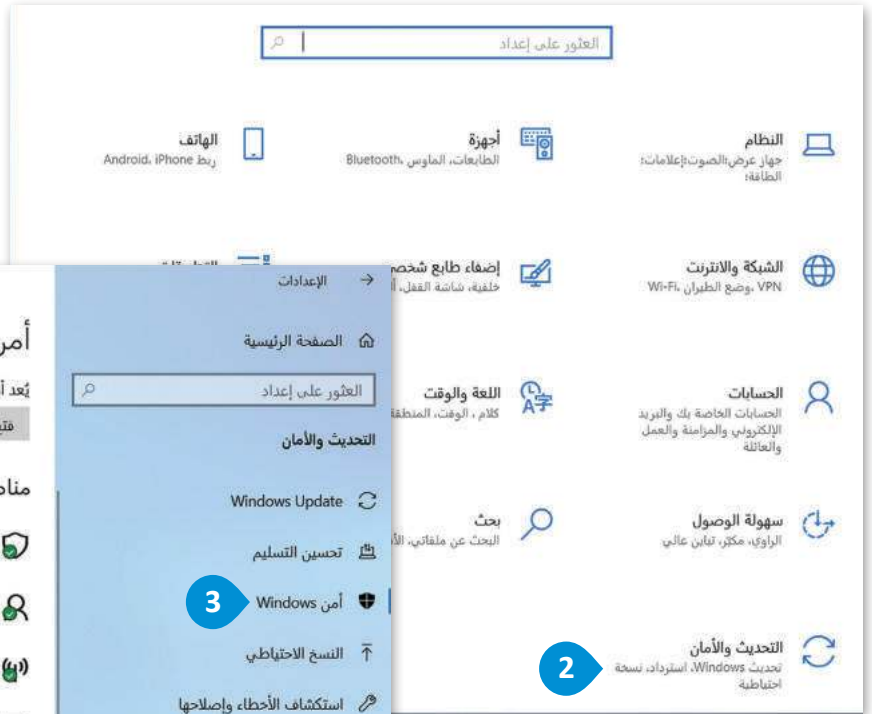 العثور على إعداد
النظام
جهاز عرض؛الصوت؛إعلامات؛
الطاقة؛
أجهزة
الطابعات، الماوس ،Bluetooth
الهاتف
ربط Android، iPhone
الشبكة والانترنت
VPN ،وضع الطيران ،Wi-Fi
إضفاء طابع شخصي
خلفية، شاشة القفل،
الحسابات
الحسابات الخاصة بك والبريد
الإلكتروني والمزامنة والعمل
والعائلة
اللغة والوقت
كلام ، الوقت، المنطقة
سهولة الوصول
الراوي، مكبّر، تباين عالي
بحث
البحث عن ملفاتي،
التحديث والأمان
تحديث Windows، استرداد، نسخة
احتياطية
2
الإعدادات
الصفحة الرئيسية
العثور على إعداد
التحديث والأمان
Windows Update
تحسين التسليم
أمن Windows
3
النسخ الاحتياطي
استكشاف الأخطاء وإصلاحها
يُعد